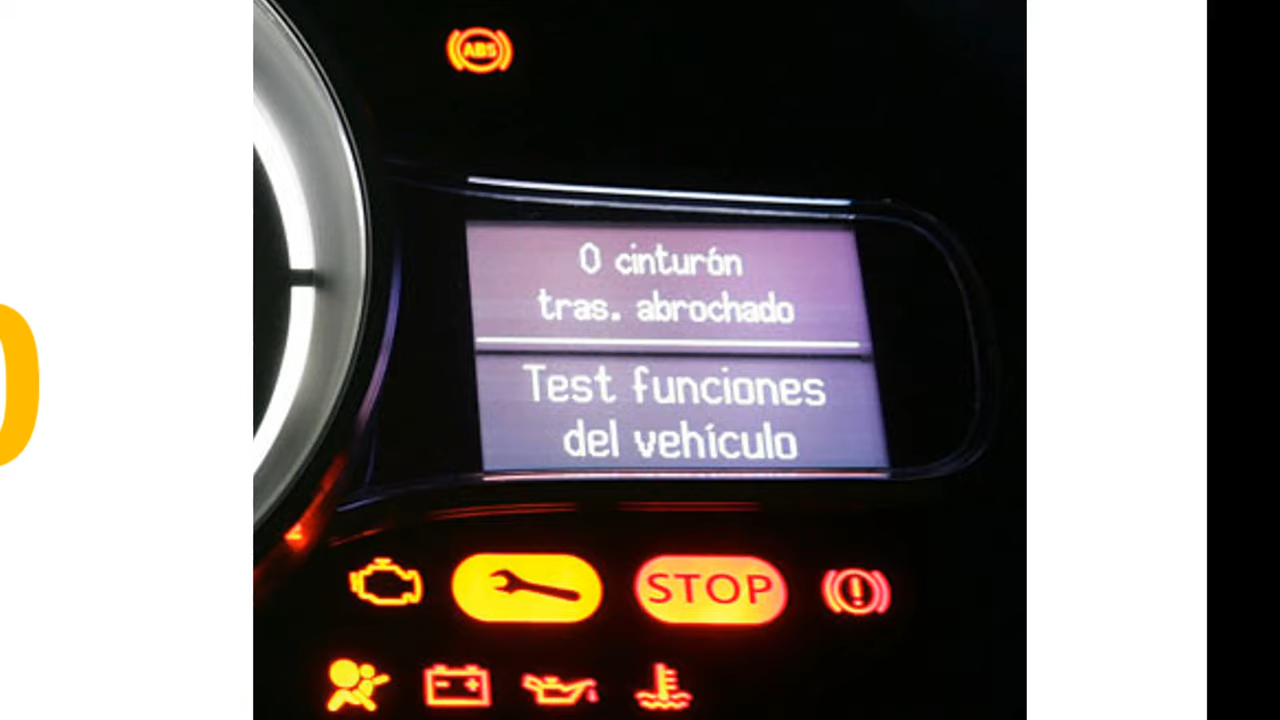 ABS
0 cinturón
tras. abrochado
Test funciones
del vehículo
STOP